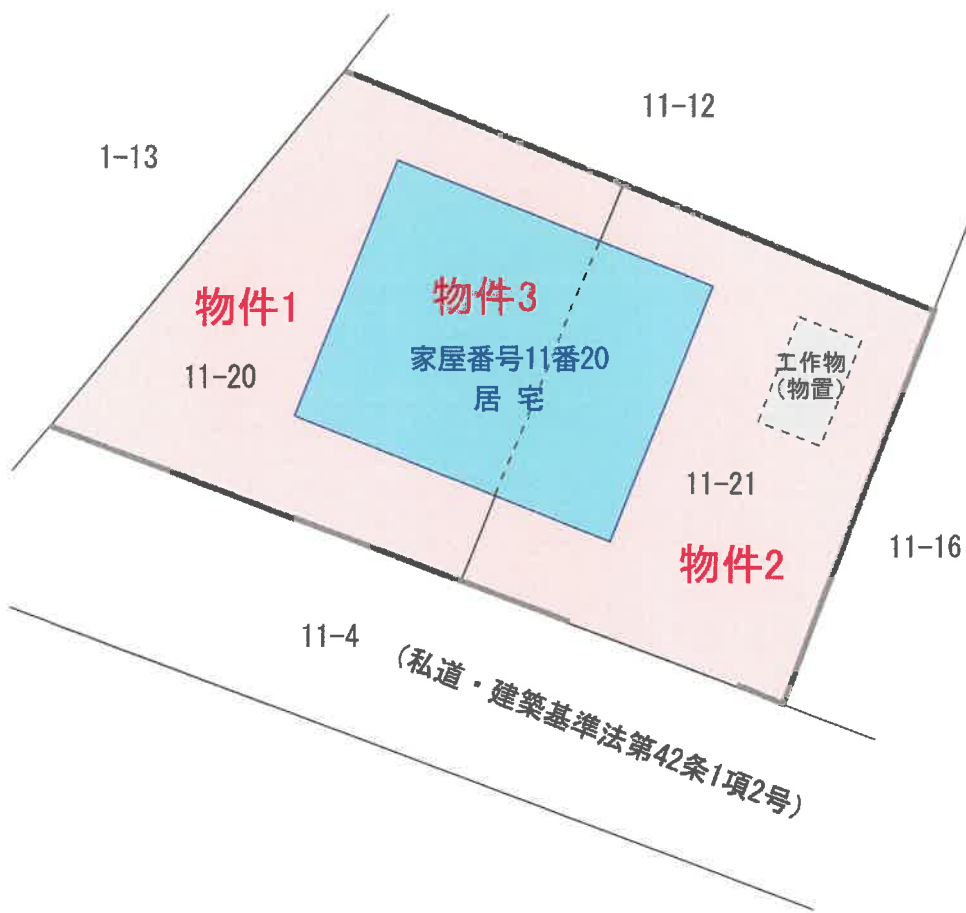 11-12
1-13
物件1
物件3
家屋番号11番20
居 宅
工作物
(物置)
11-20
11-21
物件2
11-16
11-4
(私道・建築基準法第42条1項2号)